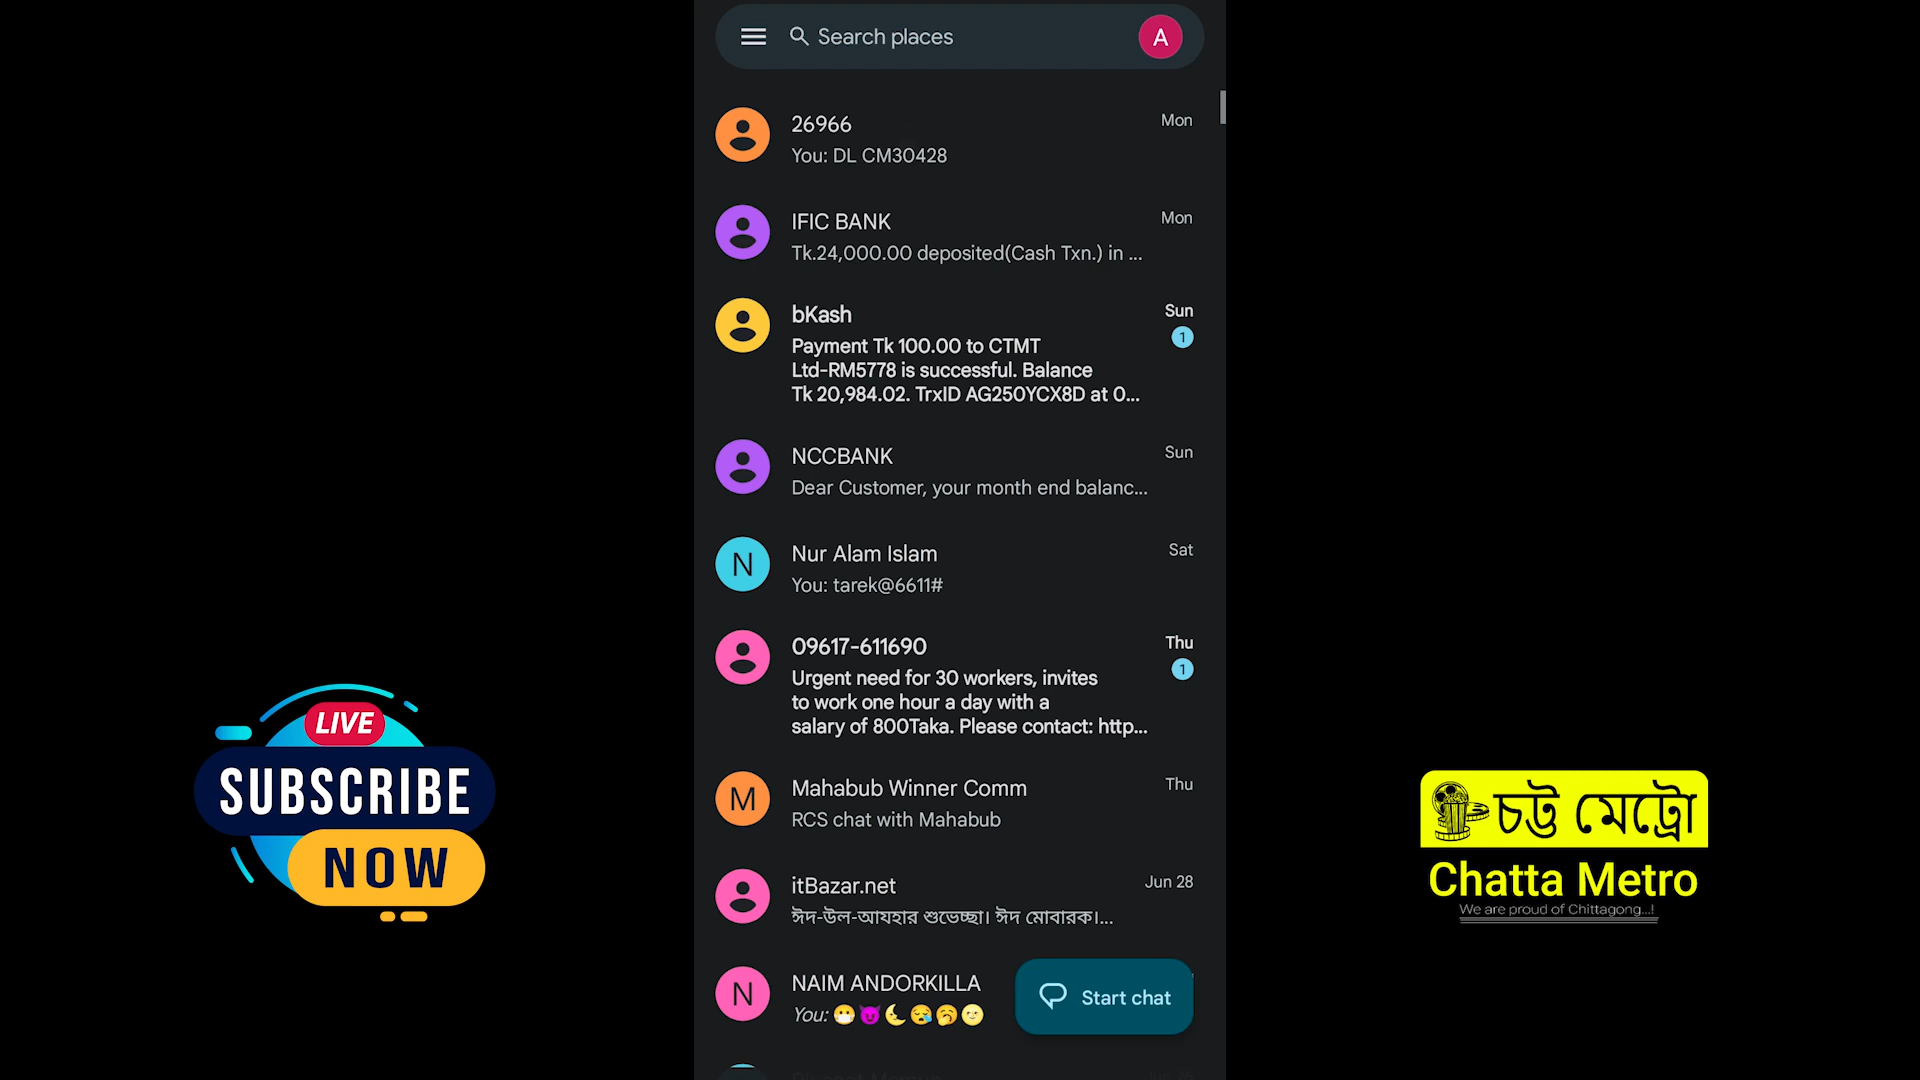 Search places
A
26966
Mon
You: DL CM30428
IFIC BANK
Mon
Tk.24,000.00 deposited(Cash Txn.) in ...
bKash
Sun
1
Payment Tk 100.00 to CTMT
Ltd-RM5778 is successful. Balance
Tk 20,984.02. TrxID AG250YCX8D at 0...
NCCBANK
Sun
Dear Customer, your month end balanc...
N
Nur Alam Islam
Sat
You: tarek@6611#
09617-611690
Thu
1
Urgent need for 30 workers, invites
to work one hour a day with a
salary of 800Taka. Please contact: http...
M
Mahabub Winner Comm
Thu
RCS chat with Mahabub
itBazar.net
Jun 28
ঈদ-উল-আযহার শুভেচ্ছা। ঈদ মোবারক।...
N
NAIM ANDORKILLA
You: 😷😈🌜😪🥱🌝
Start chat
LIVE
SUBSCRIBE
NOW
চট্ট মেট্রো
Chatta Metro
We are proud of Chittagong...!